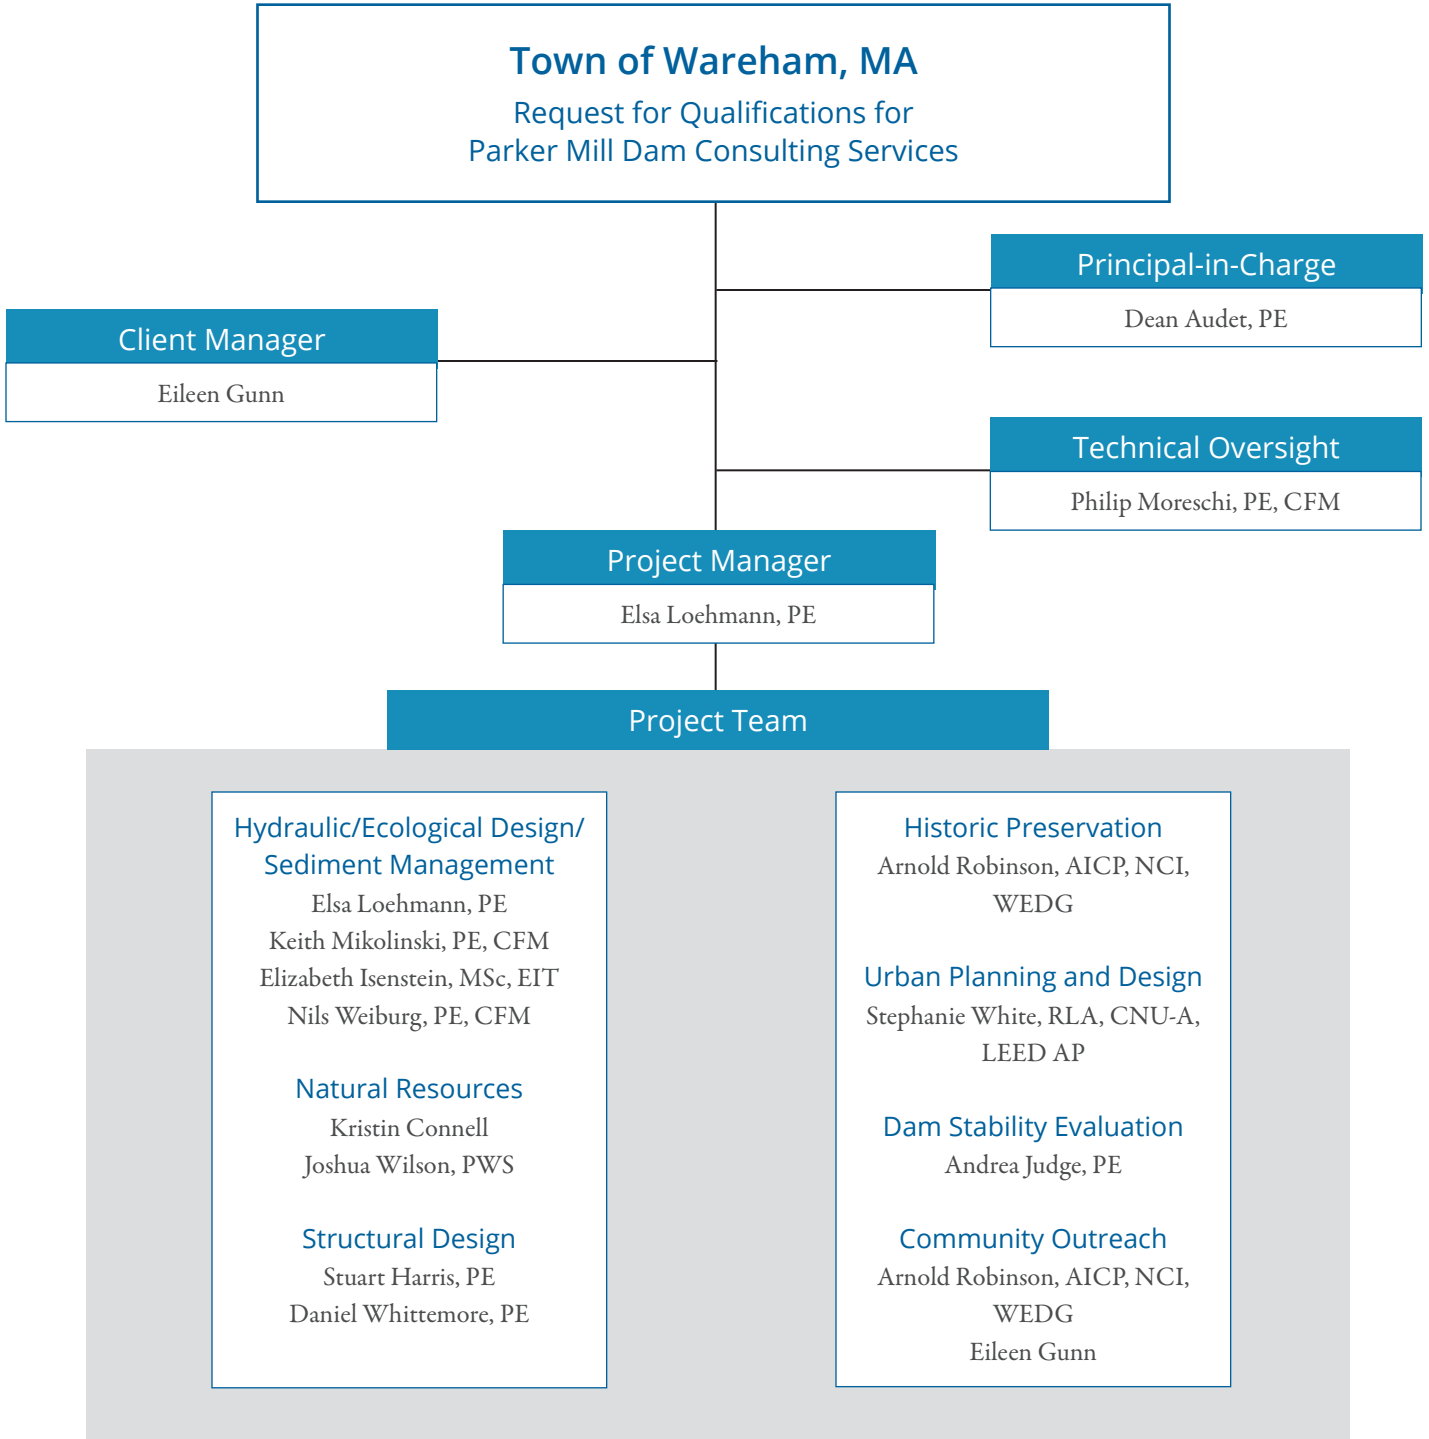 Town of Wareham, MA
Request for Qualifications for
Parker Mill Dam Consulting Services
Principal-in-Charge
Dean Audet, PE
Client Manager
Eileen Gunn
Technical Oversight
Philip Moreschi, PE, CFM
Project Manager
Elsa Loehmann, PE
Project Team
Hydraulic/Ecological Design/
Sediment Management
Elsa Loehmann, PE
Keith Mikolinski, PE, CFM
Elizabeth Isenstein, MSc, EIT
Nils Weiburg, PE, CFM
Natural Resources
Kristin Connell
Joshua Wilson, PWS
Structural Design
Stuart Harris, PE
Daniel Whittemore, PE
Historic Preservation
Arnold Robinson, AICP, NCI,
WEDG
Urban Planning and Design
Stephanie White, RLA, CNU-A,
LEED AP
Dam Stability Evaluation
Andrea Judge, PE
Community Outreach
Arnold Robinson, AICP, NCI,
WEDG
Eileen Gunn